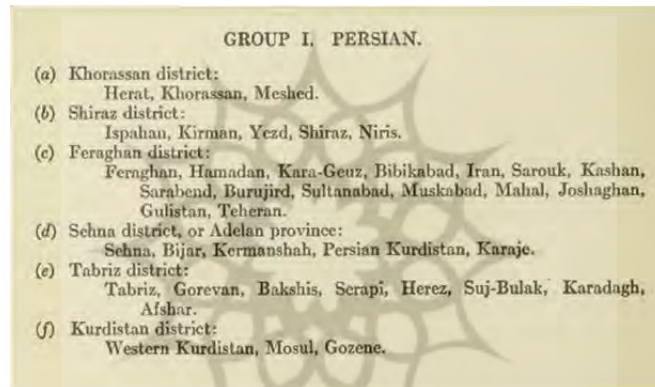 GROUP I. PERSIAN.
(a) Khorassan district:
Herat, Khorassan, Meshed.
(b) Shiraz district:
Ispahan, Kirman, Yezd, Shiraz, Niris.
(c) Feraghan district:
Feraghan, Hamadan, Kara-Geuz, Bibikabad, Iran, Sarouk, Kashan,
Sarabend, Burujird, Sultanabad, Muskabad, Mahal, Joshaghan,
Gulistan, Teheran.
(d) Sehna district, or Adelan province:
Sehna, Bijar, Kermanshah, Persian Kurdistan, Karaje.
(e) Tabriz district:
Tabriz, Gorevan, Bakshis, Serapi, Herez, Suj-Bulak, Karadagh,
Afshar.
(f) Kurdistan district:
Western Kurdistan, Mosul, Gozene.